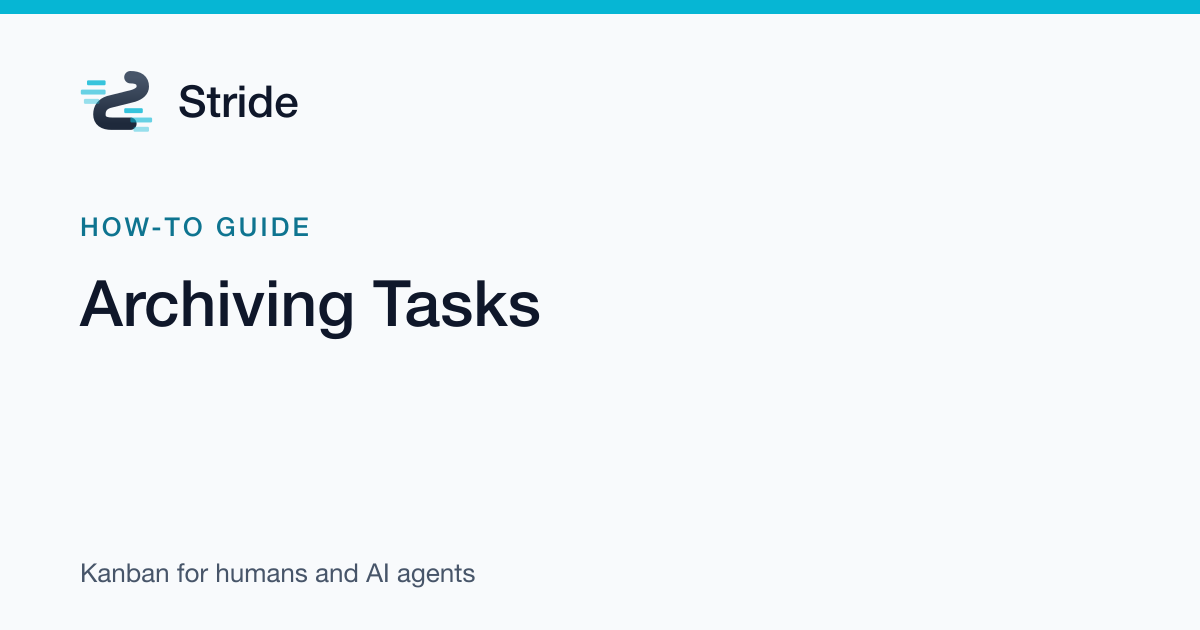 Stride
HOW-TO GUIDE
Archiving Tasks
Kanban for humans and AI agents